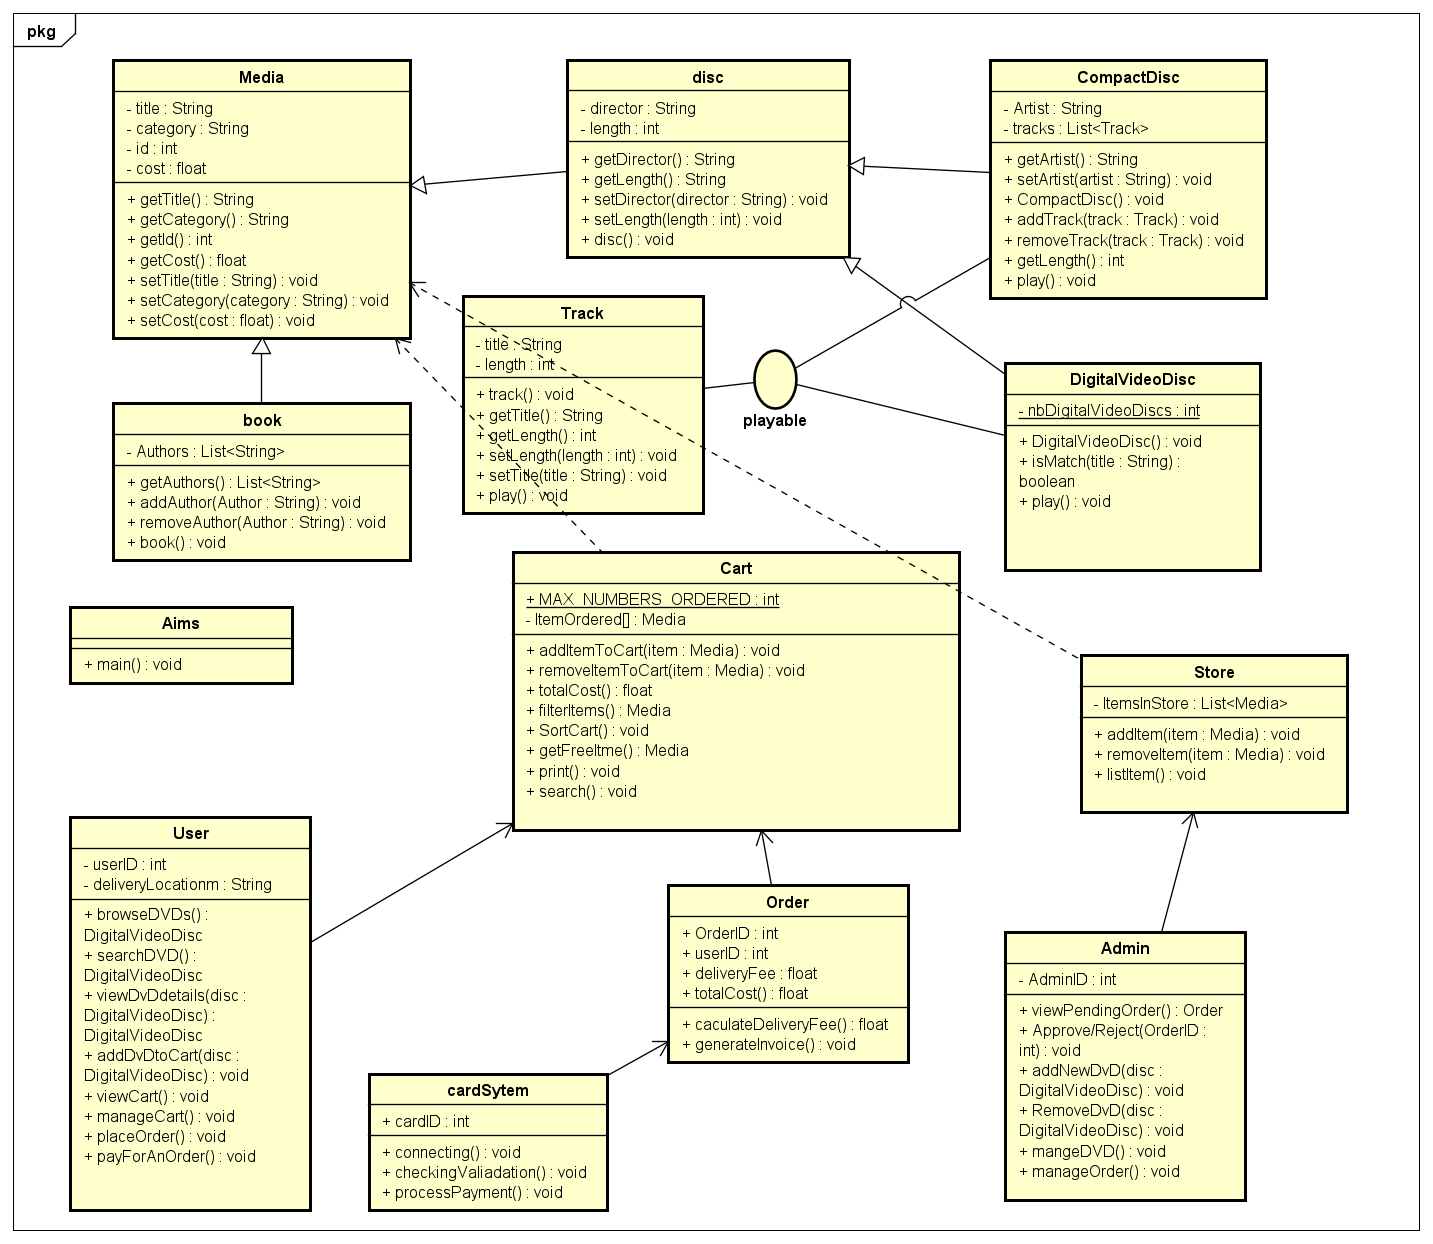 pkg
Media
- title : String
- category : String
- id : int
- cost : float
+ getTitle() : String
+ getCategory() : String
+ getId() : int
+ getCost() : float
+ setTitle(title : String) : void
+ setCategory(category : String) : void
+ setCost(cost : float) : void
disc
- director : String
- length : int
+ getDirector() : String
+ getLength() : String
+ setDirector(director : String) : void
+ setLength(length : int) : void
+ disc() : void
CompactDisc
- Artist : String
- tracks : List<Track>
+ getArtist() : String
+ setArtist(artist : String) : void
+ CompactDisc() : void
+ addTrack(track : Track) : void
+ removeTrack(track : Track) : void
+ getLength() : int
+ play() : void
Track
- title : String
- length : int
+ track() : void
+ getTitle() : String
+ getLength() : int
+ setLength(length : int) : void
+ setTitle(title : String) : void
+ play() : void
playable
DigitalVideoDisc
- nbDigitalVideoDiscs : int
+ DigitalVideoDisc() : void
+ isMatch(title : String) :
boolean
+ play() : void
book
- Authors : List<String>
+ getAuthors() : List<String>
+ addAuthor(Author : String) : void
+ removeAuthor(Author : String) : void
+ book() : void
Aims
+ main() : void
Cart
+ MAX_NUMBERS_ORDERED : int
- ItemOrdered[] : Media
+ addItemToCart(item : Media) : void
+ removeItemToCart(item : Media) : void
+ totalCost() : float
+ filterItems() : Media
+ SortCart() : void
+ getFreeItme() : Media
+ print() : void
+ search() : void
Store
- ItemsInStore : List<Media>
+ addItem(item : Media) : void
+ removeItem(item : Media) : void
+ listItem() : void
User
- userID : int
- deliveryLocationm : String
+ browseDVDs() :
DigitalVideoDisc
+ searchDVD() :
DigitalVideoDisc
+ viewDvDdetails(disc :
DigitalVideoDisc) :
DigitalVideoDisc
+ addDvDtoCart(disc :
DigitalVideoDisc) : void
+ viewCart() : void
+ manageCart() : void
+ placeOrder() : void
+ payForAnOrder() : void
Order
+ OrderID : int
+ userID : int
+ deliveryFee : float
+ totalCost() : float
+ caculateDeliveryFee() : float
+ generateInvoice() : void
cardSytem
+ cardID : int
+ connecting() : void
+ checkingValiadation() : void
+ processPayment() : void
Admin
- AdminID : int
+ viewPendingOrder() : Order
+ Approve/Reject(OrderID :
int) : void
+ addNewDvD(disc :
DigitalVideoDisc) : void
+ RemoveDvD(disc :
DigitalVideoDisc) : void
+ mangeDVD() : void
+ manageOrder() : void